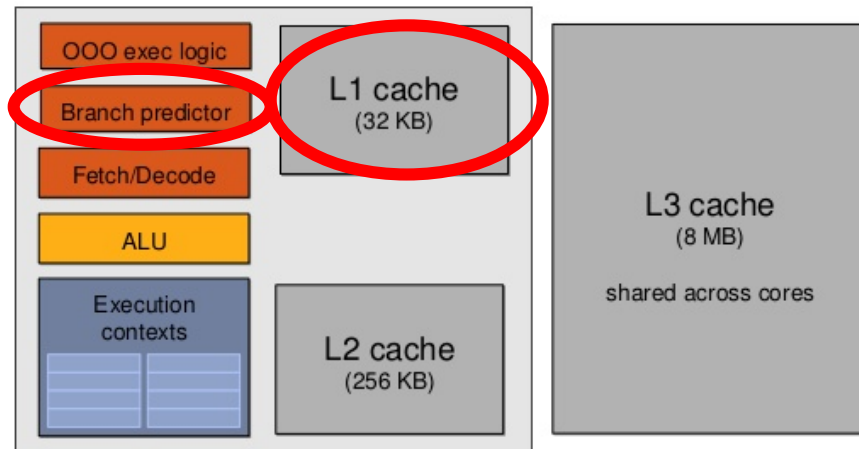 OOO exec logic
Branch predictor
Fetch/Decode
ALU
Execution
contexts
L1 cache
(32 KB)
L2 cache
(256 KB)
L3 cache
(8 MB)
shared across cores